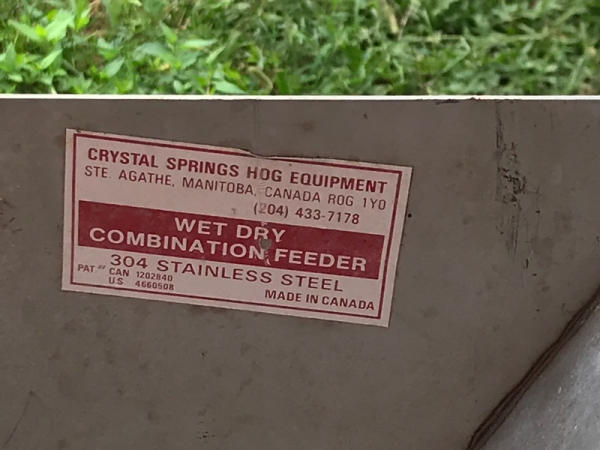 CRYSTAL SPRINGS HOG EQUIPMENT
STE. AGATHE, MANITOBA, CANADA R0G 1Y0
(204) 433-7178
WET DRY
COMBINATION FEEDER
304 STAINLESS STEEL
PAT. #'s CAN 1202840
US 4660508
MADE IN CANADA